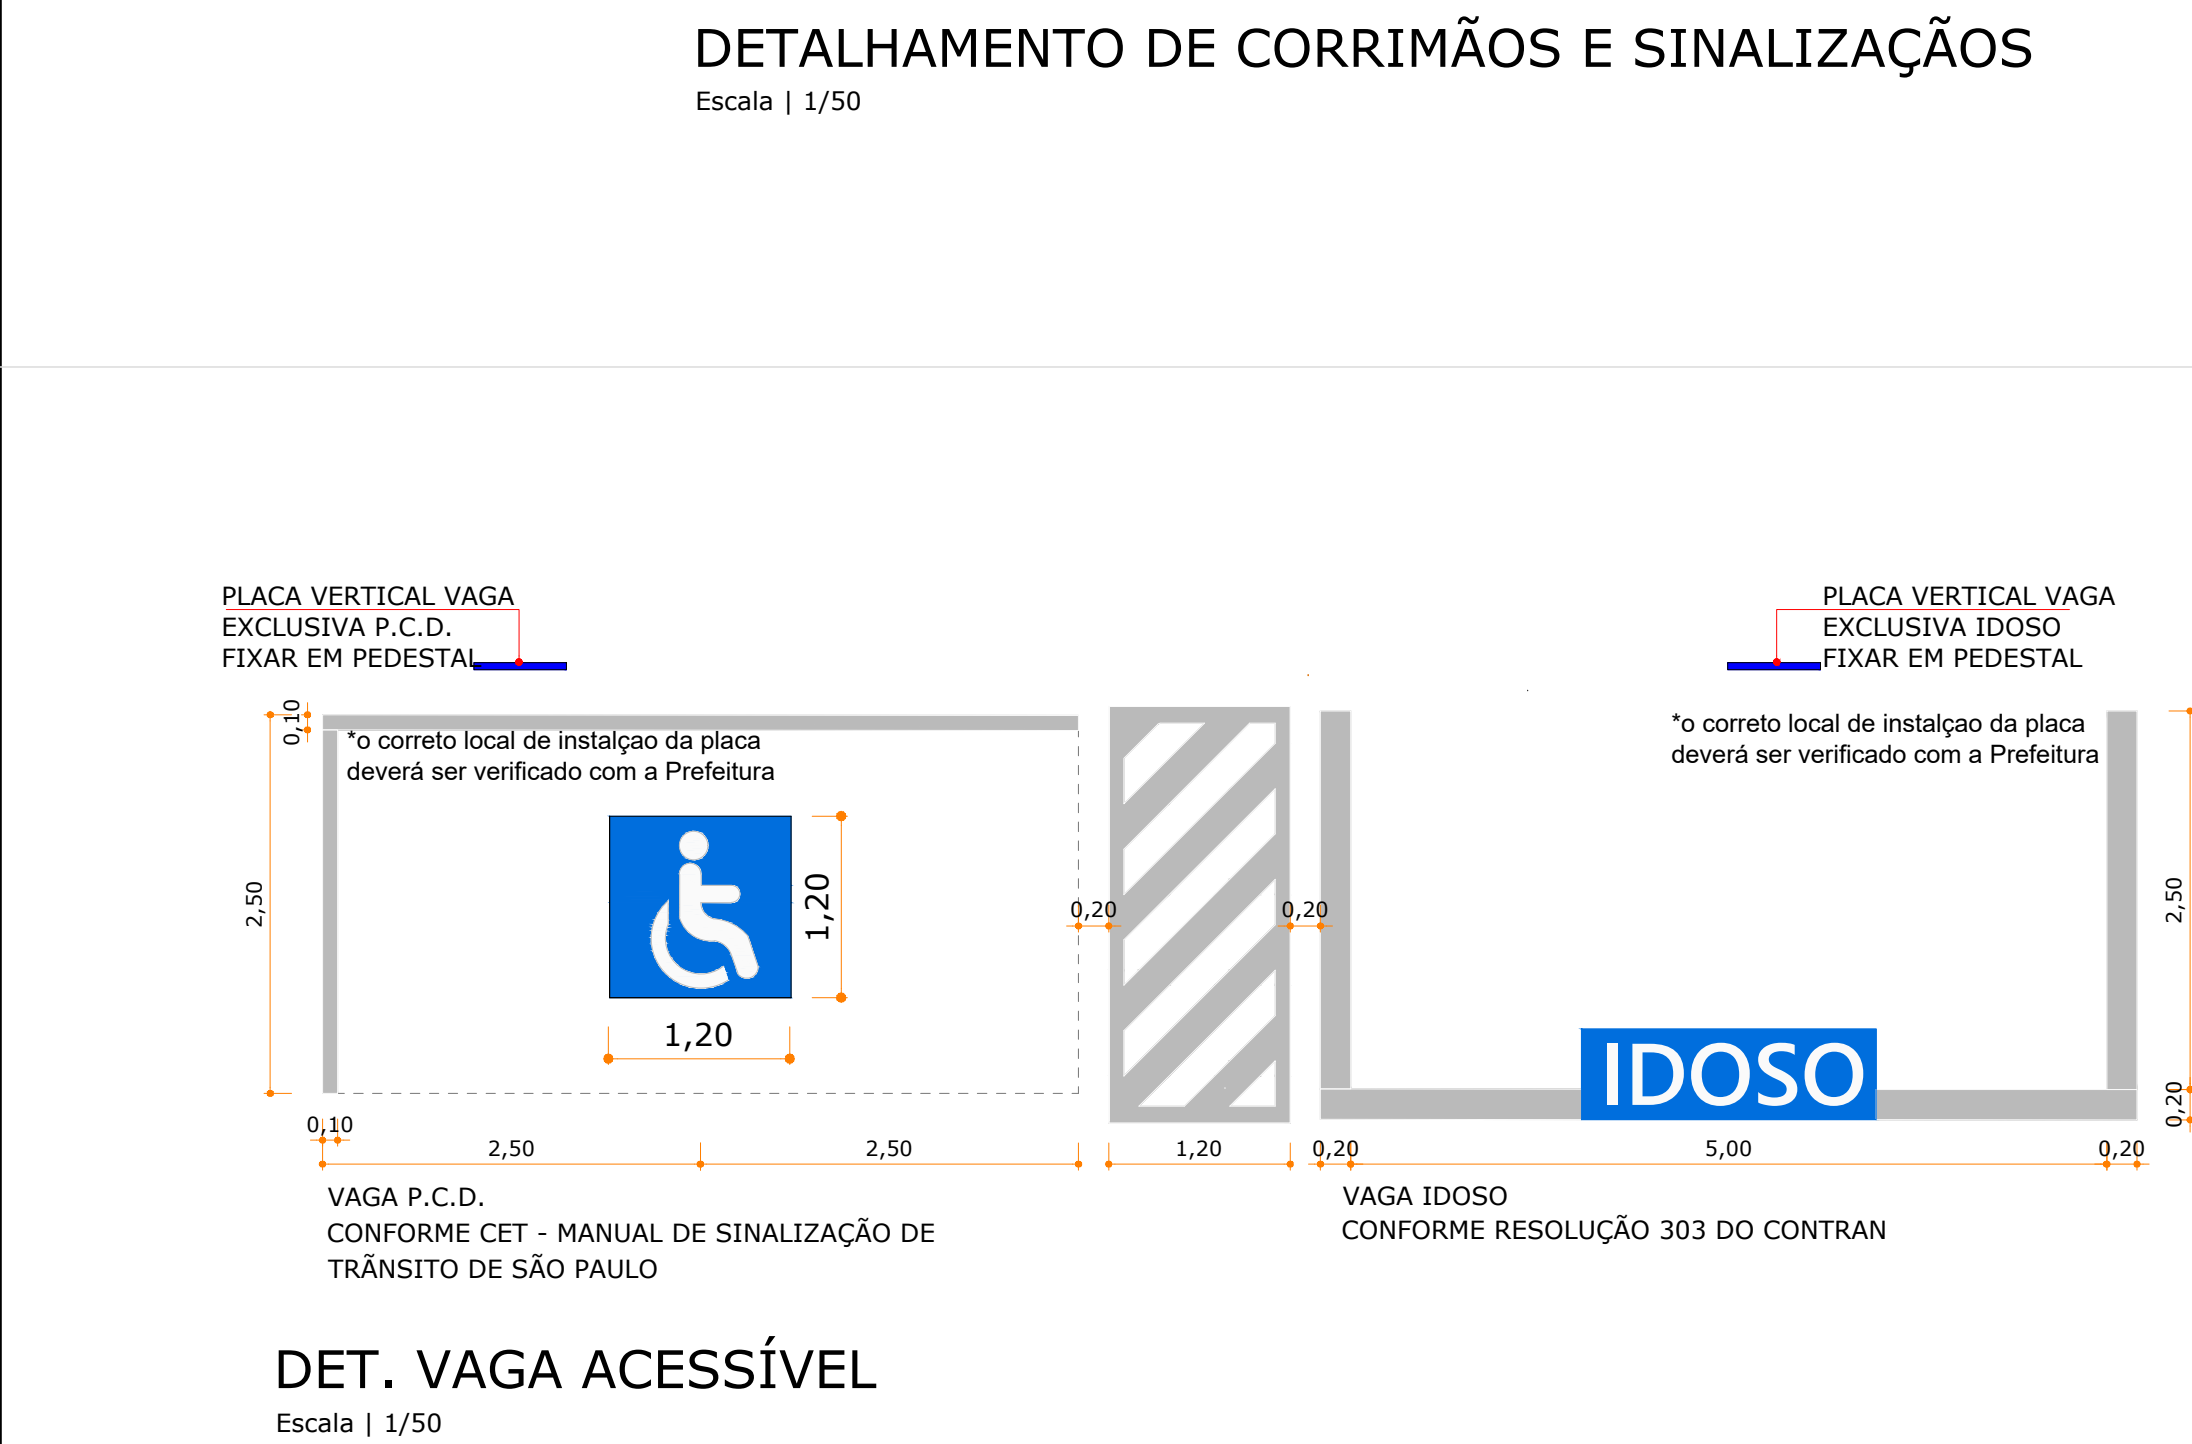 DETALHAMENTO DE CORRIMÃOS E SINALIZAÇÃOS
Escala | 1/50
PLACA VERTICAL VAGA
EXCLUSIVA P.C.D.
FIXAR EM PEDESTAL
PLACA VERTICAL VAGA
EXCLUSIVA IDOSO
FIXAR EM PEDESTAL
0,10
*o correto local de instalçao da placa
deverá ser verificado com a Prefeitura
*o correto local de instalçao da placa
deverá ser verificado com a Prefeitura
2,50
1,20
0,20
0,20
2,50
1,20
IDOSO
0,20
0,10
2,50
2,50
1,20
0,20
5,00
0,20
VAGA P.C.D.
CONFORME CET - MANUAL DE SINALIZAÇÃO DE
TRÃNSITO DE SÃO PAULO
VAGA IDOSO
CONFORME RESOLUÇÃO 303 DO CONTRAN
DET. VAGA ACESSÍVEL
Escala | 1/50